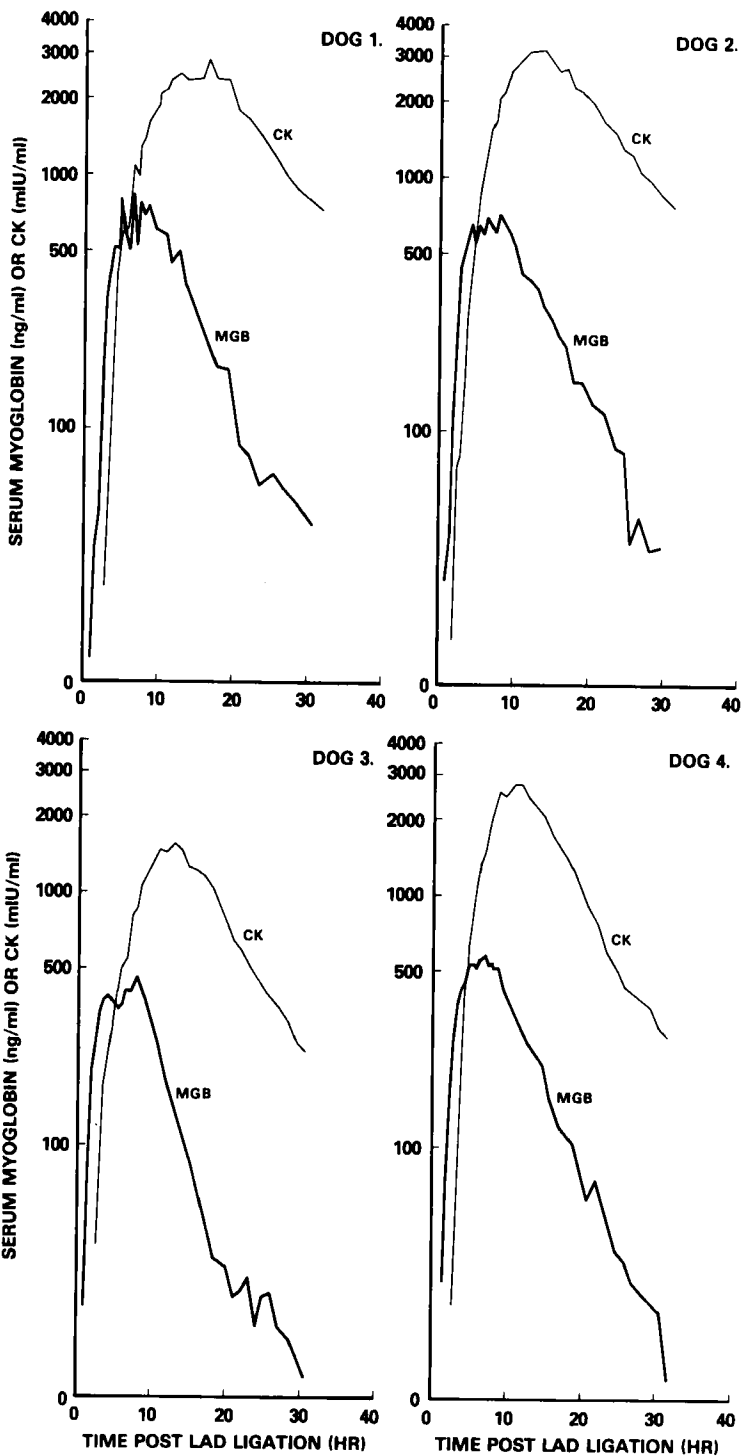 DOG 1.
4000
3000
2000
1000
500
100
0
CK
MGB
0 10 20 30 40
DOG 2.
4000
3000
2000
1000
500
100
0
CK
MGB
0 10 20 30 40
SERUM MYOGLOBIN (ng/ml) OR CK (mIU/ml)
DOG 3.
4000
3000
2000
1000
500
100
0
CK
MGB
0 10 20 30 40
TIME POST LAD LIGATION (HR)
DOG 4.
4000
3000
2000
1000
500
100
0
CK
MGB
0 10 20 30 40
TIME POST LAD LIGATION (HR)
SERUM MYOGLOBIN (ng/ml) OR CK (mIU/ml)